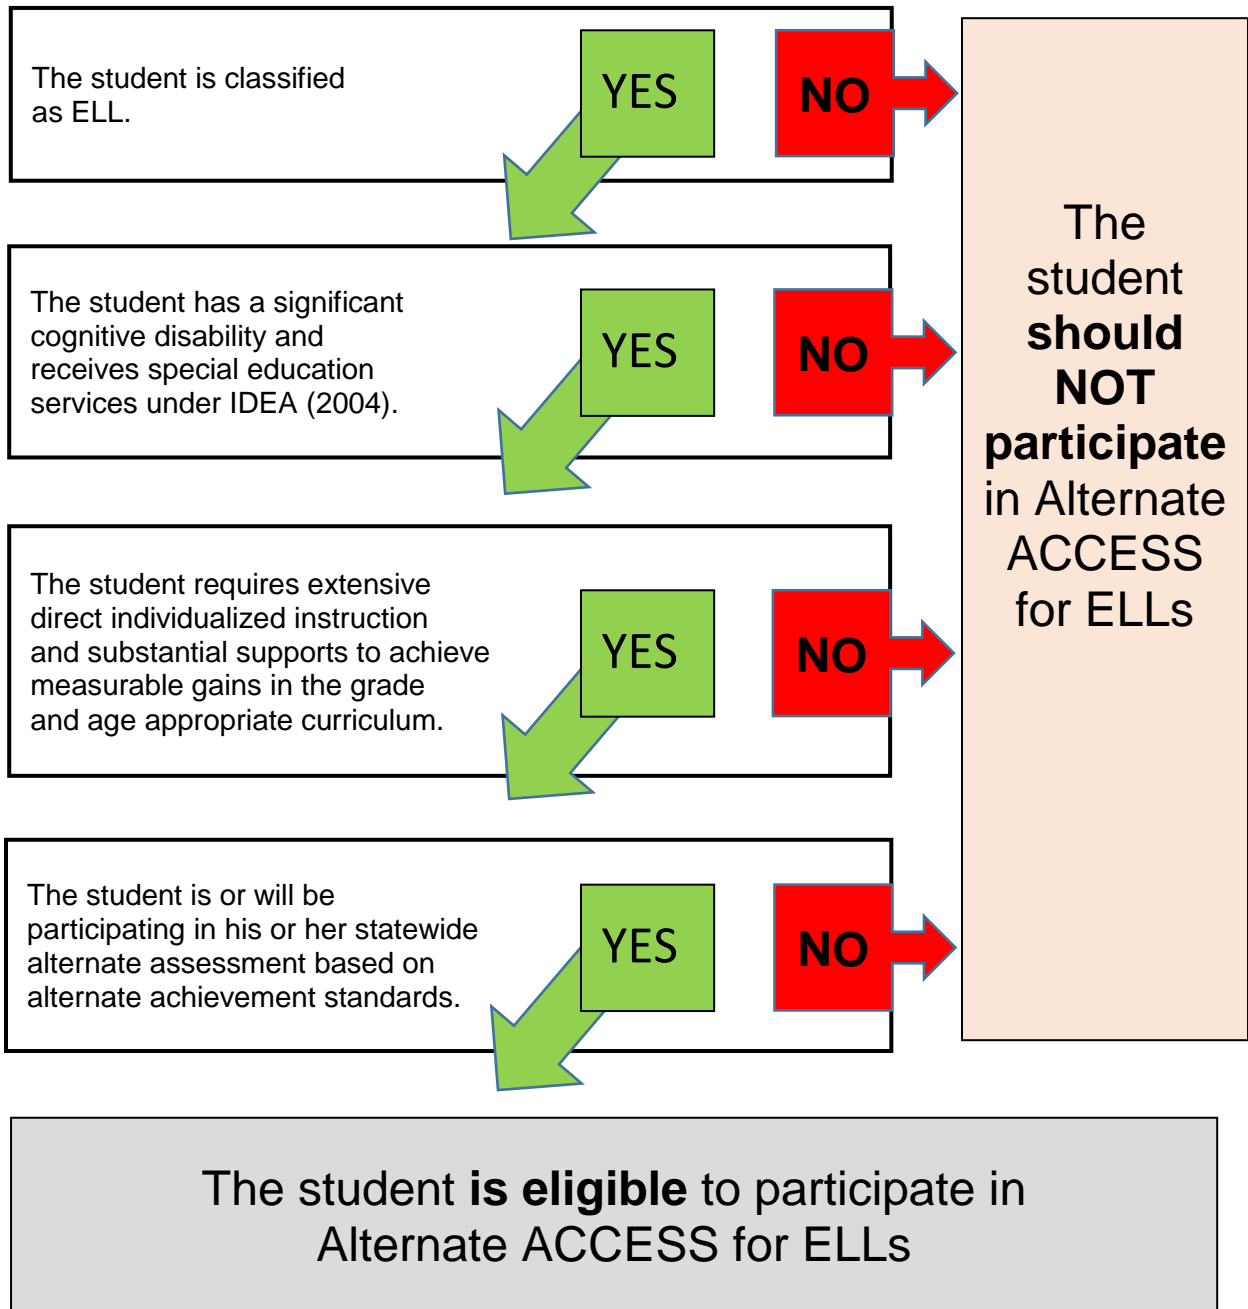 The student is classified
as ELL.
YES
NO
The student has a significant
cognitive disability and
receives special education
services under IDEA (2004).
YES
NO
The student requires extensive
direct individualized instruction
and substantial supports to achieve
measurable gains in the grade
and age appropriate curriculum.
YES
NO
The student is or will be
participating in his or her statewide
alternate assessment based on
alternate achievement standards.
YES
NO
The
student
should
NOT
participate
in Alternate
ACCESS
for ELLs
The student is eligible to participate in
Alternate ACCESS for ELLs